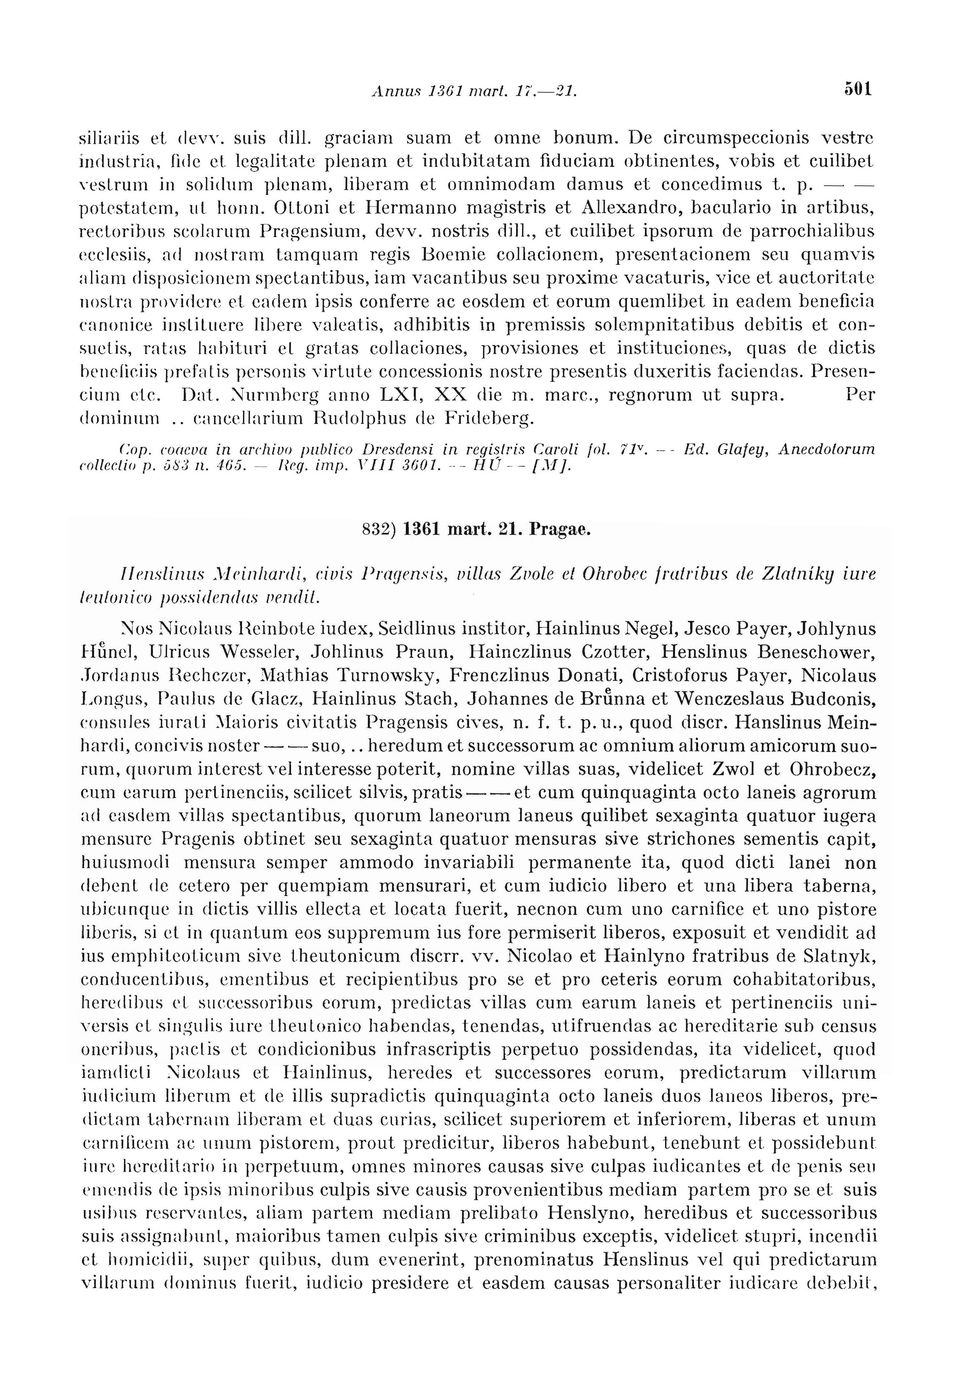 Annus 1361 mart. 17.—21. 501
siliariis et devv. suis dill. graciam suam et omne bonum. De circumspeccionis vestre
industria, fide et legalitate plenam et indubitatam fiduciam obtinentes, vobis et cuilibet
vestrum in solidum plenam, liberam et omnimodam damus et concedimus t. p. — —
potestatem, ut honn. Ottoni et Hermanno magistris et Allexandro, baculario in artibus,
rectoribus scolarum Pragensium, devv. nostris dill., et cuilibet ipsorum de parrochialibus
ecclesiis, ad nostram tamquam regis Boemie collacionem, presentacionem seu quamvis
aliam disposicionem spectantibus, iam vacantibus seu proxime vacaturis, vice et auctoritate
nostra providere et eadem ipsis conferre ac eosdem et eorum quemlibet in eadem beneficia
canonice instituere libere valeatis, adhibitis in premissis solempnitatibus debitis et con-
suetis, ratas habituri et gratas collaciones, provisiones et instituciones, quas de dictis
beneficiis prefatis personis virtute concessionis nostre presentis duxeritis faciendas. Presen-
cium etc. Dat. Nurmberg anno LXI, XX die m. marc., regnorum ut supra. Per
dominum .. cancellarium Rudolphus de Frideberg.
Cop. coaeva in archivo publico Dresdensi in registris Caroli fol. 71v. -- Ed. Glafey, Anecdotorum
collectio p. 583 n. 465. — Reg. imp. VIII 3601. -- HÚ -- [M].
832) 1361 mart. 21. Pragae.
Henslinus Meinhardi, civis Pragensis, villas Zvole et Ohrobec fratribus de Zlatníky iure
teutonico possidendas vendit.
Nos Nicolaus Reinbote iudex, Seidlinus institor, Hainlinus Negel, Jesco Payer, Johlynus
Hůnel, Ulricus Wesseler, Johlinus Praun, Hainczlinus Czotter, Henslinus Beneschower,
Jordanus Rechczer, Mathias Turnowsky, Frenczlinus Donati, Cristoforus Payer, Nicolaus
Longus, Paulus de Glacz, Hainlinus Stach, Johannes de Brůnna et Wenczeslaus Budconis,
consules iurati Maioris civitatis Pragensis cives, n. f. t. p. u., quod discr. Hanslinus Mein-
hardi, concivis noster — — suo, .. heredum et successorum ac omnium aliorum amicorum suo-
rum, quorum interest vel interesse poterit, nomine villas suas, videlicet Zwol et Ohrobecz,
cum earum pertinenciis, scilicet silvis, pratis — — et cum quinquaginta octo laneis agrorum
ad easdem villas spectantibus, quorum laneorum laneus quilibet sexaginta quatuor iugera
mensure Pragenis obtinet seu sexaginta quatuor mensuras sive strichones sementis capit,
huiusmodi mensura semper ammodo invariabili permanente ita, quod dicti lanei non
debent de cetero per quempiam mensurari, et cum iudicio libero et una libera taberna,
ubicunque in dictis villis ellecta et locata fuerit, necnon cum uno carnifice et uno pistore
liberis, si et in quantum eos suppremum ius fore permiserit liberos, exposuit et vendidit ad
ius emphiteoticum sive theutonicum discrr. vv. Nicolao et Hainlyno fratribus de Slatnyk,
conducentibus, ementibus et recipientibus pro se et pro ceteris eorum cohabitatoribus,
heredibus et successoribus eorum, predictas villas cum earum laneis et pertinenciis uni-
versis et singulis iure theutonico habendas, tenendas, utifruendas ac hereditarie sub census
oneribus, pactis et condicionibus infrascriptis perpetuo possidendas, ita videlicet, quod
iamdicti Nicolaus et Hainlinus, heredes et successores eorum, predictarum villarum
iudicium liberum et de illis supradictis quinquaginta octo laneis duos laneos liberos, pre-
dictam tabernam liberam et duas curias, scilicet superiorem et inferiorem, liberas et unum
carnificem ac unum pistorem, prout predicitur, liberos habebunt, tenebunt et possidebunt
iure hereditario in perpetuum, omnes minores causas sive culpas iudicantes et de penis seu
emendis de ipsis minoribus culpis sive causis provenientibus mediam partem pro se et suis
usibus reservantes, aliam partem mediam prelibato Henslyno, heredibus et successoribus
suis assignabunt, maioribus tamen culpis sive criminibus exceptis, videlicet stupri, incendii
et homicidii, super quibus, dum evenerint, prenominatus Henslinus vel qui predictarum
villarum dominus fuerit, iudicio presidere et easdem causas personaliter iudicare debebit,